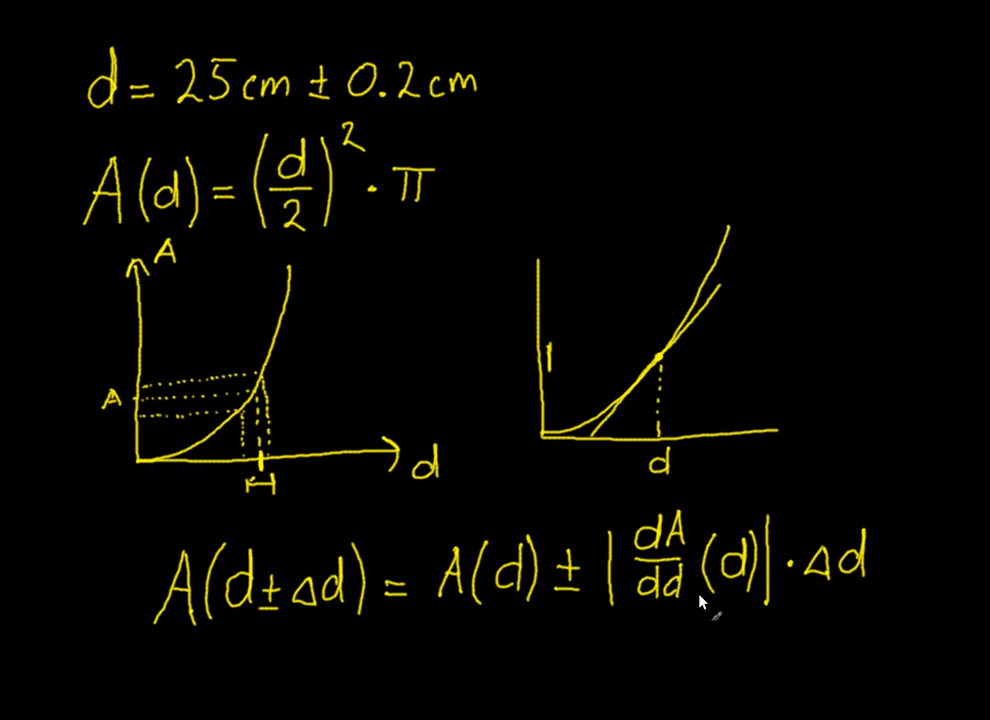 d = 25cm ± 0.2cm
A(d) = (d/2)² · π
A
A
d
d
A(d±Δd) = A(d) ± |dA/dd (d)| · Δd